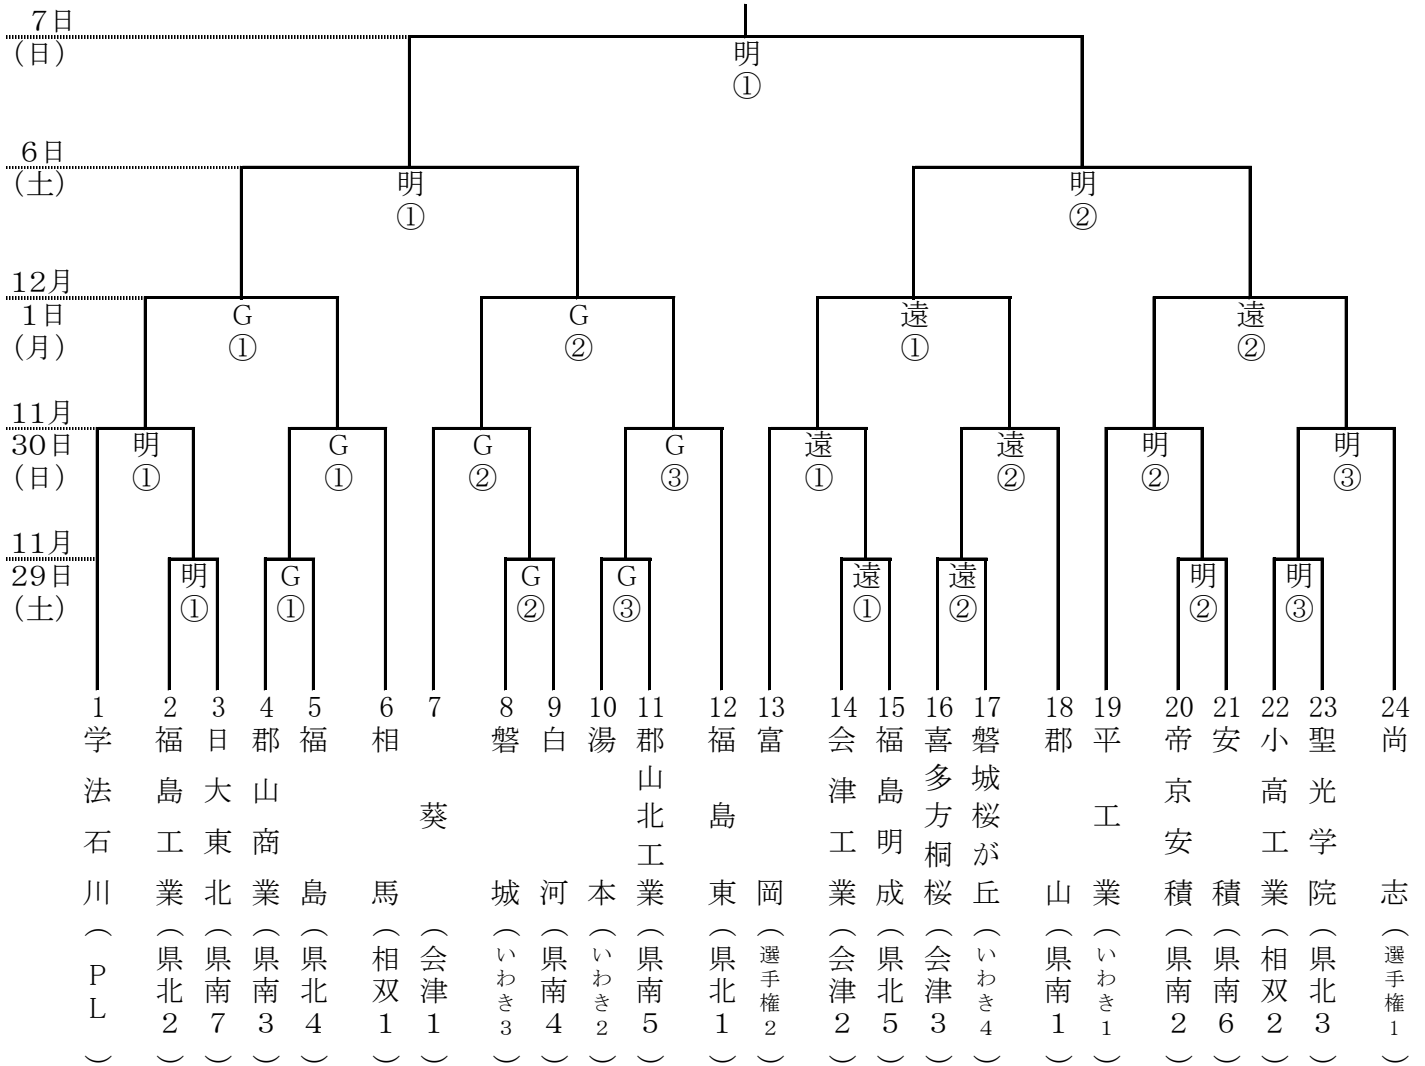 7日
(日)
明
①
6日
(土)
明
①
明
②
12月
1日
(月)
G
①
G
②
遠
①
遠
②
11月
30日
(日)
明
①
G
①
G
②
G
③
遠
①
遠
②
明
②
明
③
11月
29日
(土)
明
①
G
①
G
②
G
③
遠
①
遠
②
明
②
明
③
1 学法石川 (PL)
2 福島工業 (県北2)
3 日大東北 (県南7)
4 郡山商業 (県南3)
5 福島 (県北4)
6 相馬 (相双1)
7 葵 (会津1)
8 磐城 (いわき3)
9 白河 (県南4)
10 湯本 (いわき2)
11 郡山北工業 (県南5)
12 福島東 (県北1)
13 富岡 (選手権2)
14 会津工業 (会津2)
15 福島明成 (県北5)
16 喜多方桐桜 (会津3)
17 磐城桜が丘 (いわき4)
18 郡山 (県南1)
19 平工業 (いわき1)
20 帝京安積 (県南2)
21 安積 (県南6)
22 小高工業 (相双2)
23 聖光学院 (県北3)
24 尚志 (選手権1)